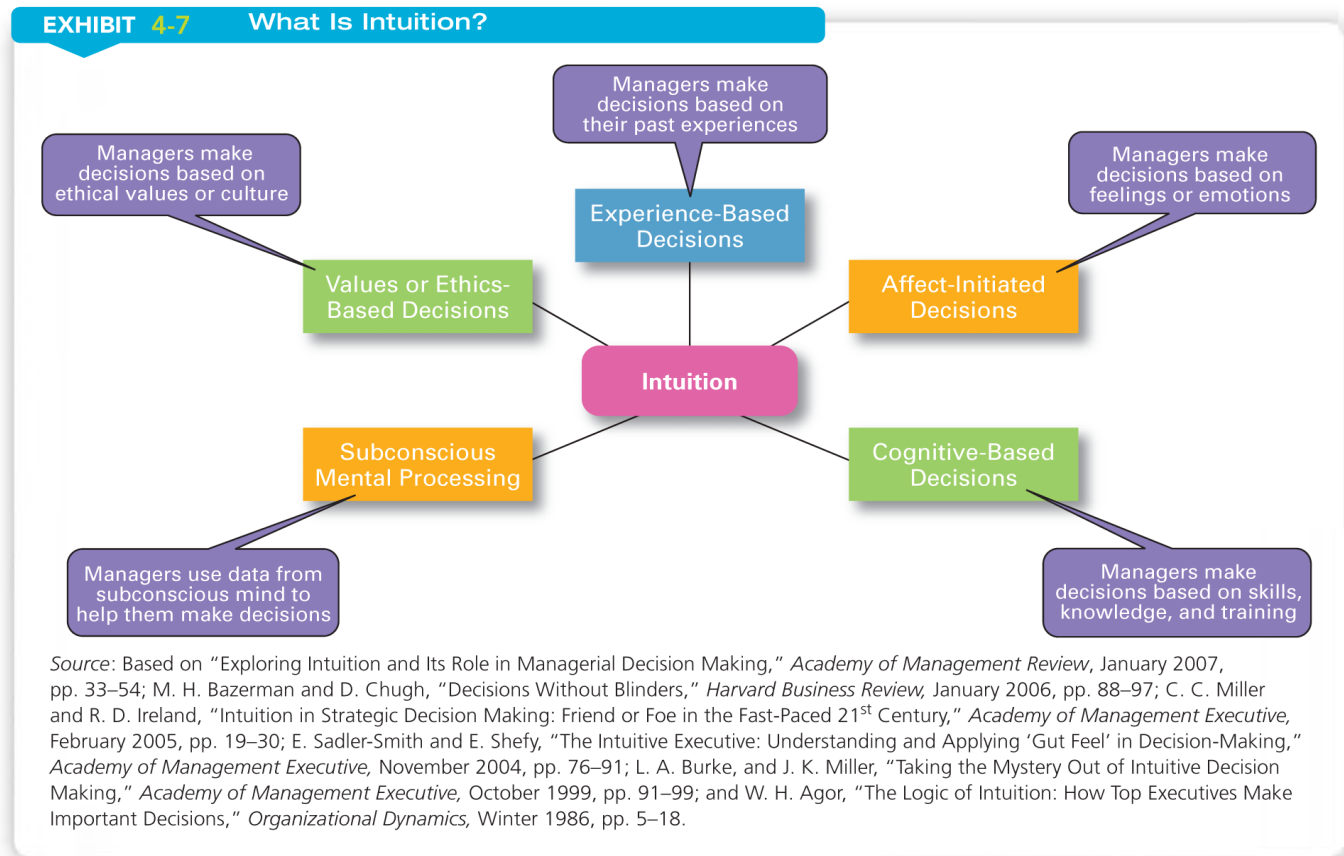 EXHIBIT 4-7 What Is Intuition?
Managers make
decisions based on
their past experiences
Managers make
decisions based on
ethical values or culture
Managers make
decisions based on
feelings or emotions
Experience-Based
Decisions
Values or Ethics-
Based Decisions
Affect-Initiated
Decisions
Intuition
Subconscious
Mental Processing
Cognitive-Based
Decisions
Managers use data from
subconscious mind to
help them make decisions
Managers make
decisions based on skills,
knowledge, and training
Source: Based on “Exploring Intuition and Its Role in Managerial Decision Making,” Academy of Management Review, January 2007,
pp. 33–54; M. H. Bazerman and D. Chugh, “Decisions Without Blinders,” Harvard Business Review, January 2006, pp. 88–97; C. C. Miller
and R. D. Ireland, “Intuition in Strategic Decision Making: Friend or Foe in the Fast-Paced 21st Century,” Academy of Management Executive,
February 2005, pp. 19–30; E. Sadler-Smith and E. Shefy, “The Intuitive Executive: Understanding and Applying ‘Gut Feel’ in Decision-Making,”
Academy of Management Executive, November 2004, pp. 76–91; L. A. Burke, and J. K. Miller, “Taking the Mystery Out of Intuitive Decision
Making,” Academy of Management Executive, October 1999, pp. 91–99; and W. H. Agor, “The Logic of Intuition: How Top Executives Make
Important Decisions,” Organizational Dynamics, Winter 1986, pp. 5–18.